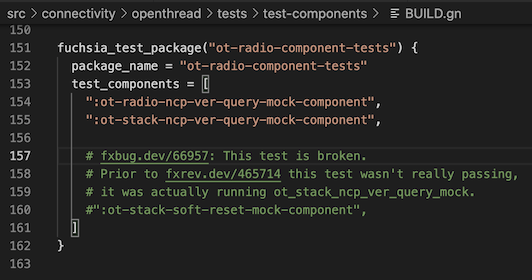 src > connectivity > openthread > tests > test-components > BUILD.gn
150
151 fuchsia_test_package("ot-radio-component-tests") {
152 package_name = "ot-radio-component-tests"
153 test_components = [
154 ":ot-radio-ncp-ver-query-mock-component",
155 ":ot-stack-ncp-ver-query-mock-component",
156
157 # fxbug.dev/66957: This test is broken.
158 # Prior to fxrev.dev/465714 this test wasn't really passing,
159 # it was actually running ot_stack_ncp_ver_query_mock.
160 #":ot-stack-soft-reset-mock-component",
161 ]
162 }
163